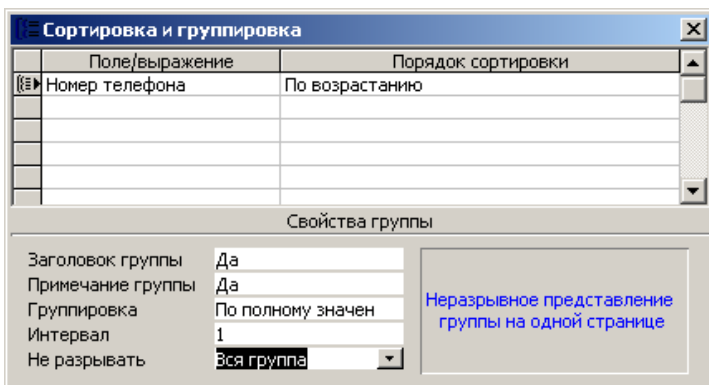 Сортировка и группировка
Поле/выражение Порядок сортировки
Номер телефона По возрастанию
Свойства группы
Заголовок группы Да
Примечание группы Да
Группировка По полному значен
Интервал 1
Не разрывать Вся группа
Неразрывное представление
группы на одной странице